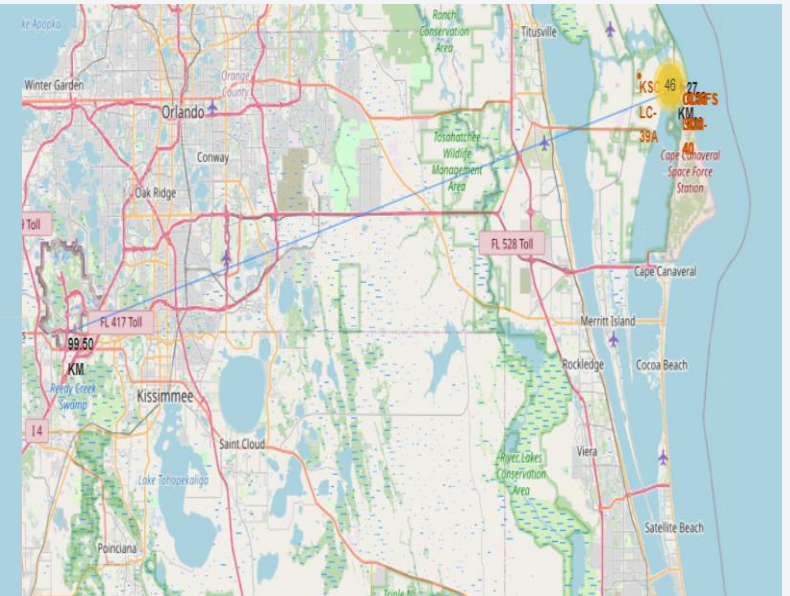 ke Apopka
Ranch
Conservation
Area
Titusville
Winter Garden
Orange
County
Orlando
KSC
LC-
39A
46
27
KM
40
Conway
Tosohatchee
Wildlife
Management
Area
Cape Canaveral
Space Force
Station
Oak Ridge
Toll
FL 528 Toll
Cape Canaveral
FL 417 Toll
Merritt Island
99.50
KM
Rockledge
Cocoa Beach
Reedy Creek
Swamp
Kissimmee
I 4
Saint Cloud
Viera
River Lakes
Conservation
Area
Lake Tohopekaliga
Satellite Beach
Poinciana